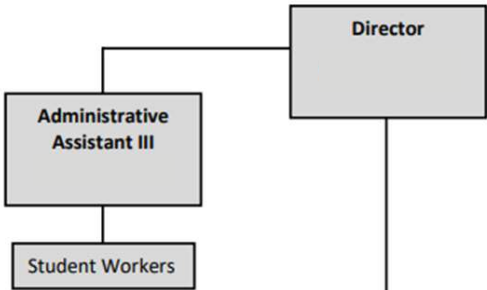 Director
Administrative
Assistant III
Student Workers